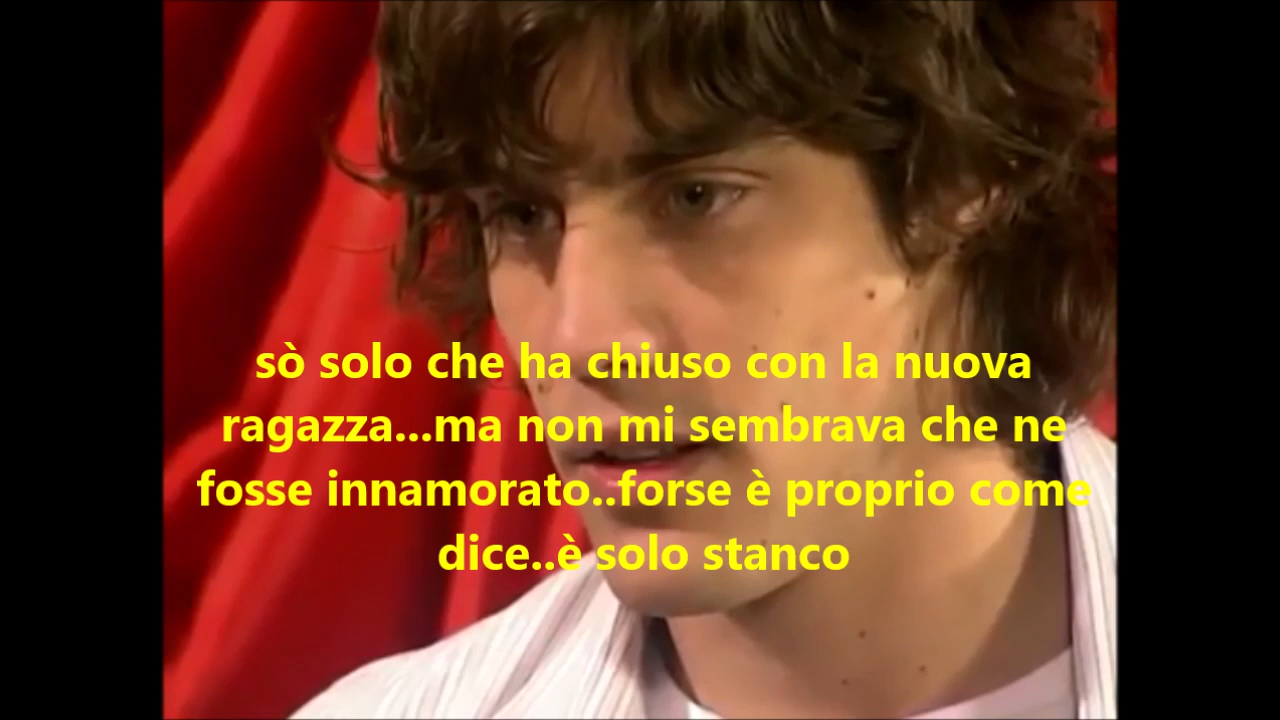 sò solo che ha chiuso con la nuova
ragazza...ma non mi sembrava che ne
fosse innamorato..forse è proprio come
dice..è solo stanco